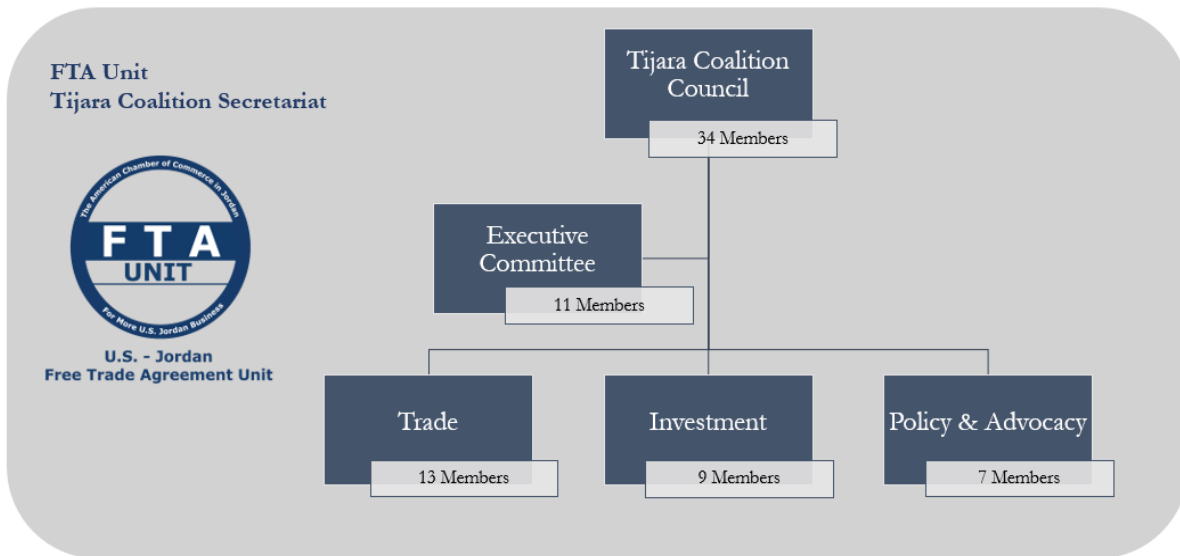 FTA Unit
Tijara Coalition Secretariat
The American Chamber of Commerce in Jordan
F T A
UNIT
For More U.S. Jordan Business
U.S. - Jordan
Free Trade Agreement Unit
Tijara Coalition
Council
34 Members
Executive
Committee
11 Members
Trade
13 Members
Investment
9 Members
Policy & Advocacy
7 Members